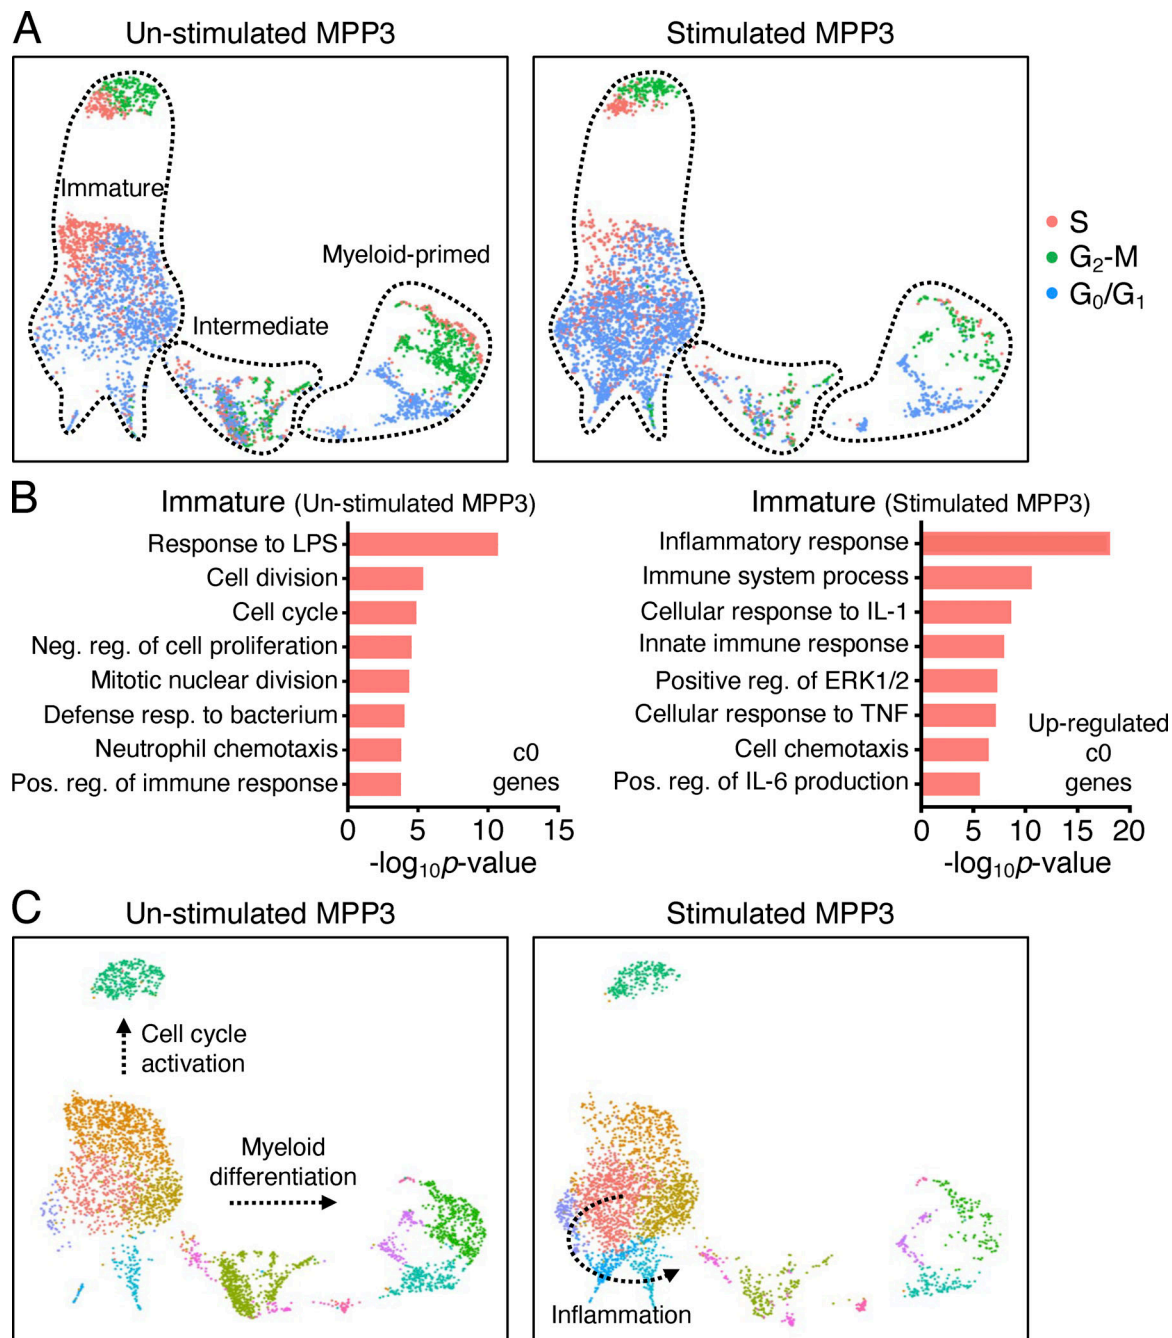 A
Un-stimulated MPP3
Stimulated MPP3
Immature
Myeloid-primed
Intermediate
S
G₂-M
G₀/G₁
B
Immature (Un-stimulated MPP3)
Response to LPS
Cell division
Cell cycle
Neg. reg. of cell proliferation
Mitotic nuclear division
Defense resp. to bacterium
Neutrophil chemotaxis
Pos. reg. of immune response
c0
genes
0 5 10 15
-log₁₀p-value
Immature (Stimulated MPP3)
Inflammatory response
Immune system process
Cellular response to IL-1
Innate immune response
Positive reg. of ERK1/2
Cellular response to TNF
Cell chemotaxis
Pos. reg. of IL-6 production
Up-regulated
c0
genes
0 5 10 15 20
-log₁₀p-value
C
Un-stimulated MPP3
Stimulated MPP3
Cell cycle
activation
Myeloid
differentiation
Inflammation